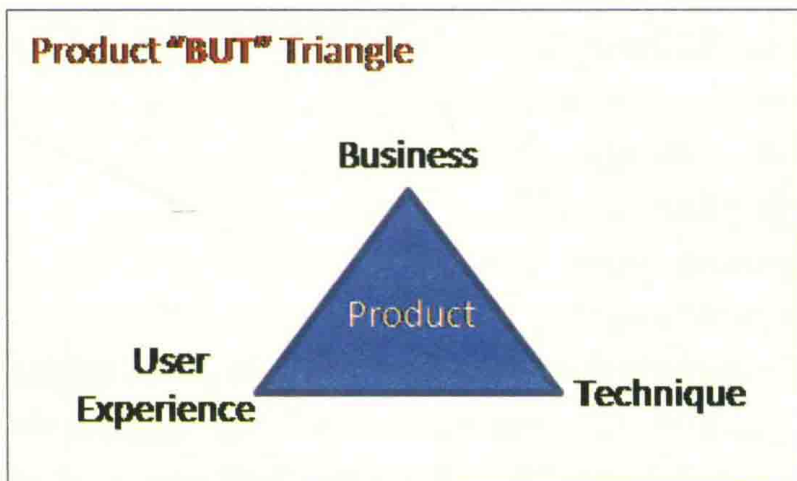 Product “BUT” Triangle
Business
Product
User
Experience
Technique